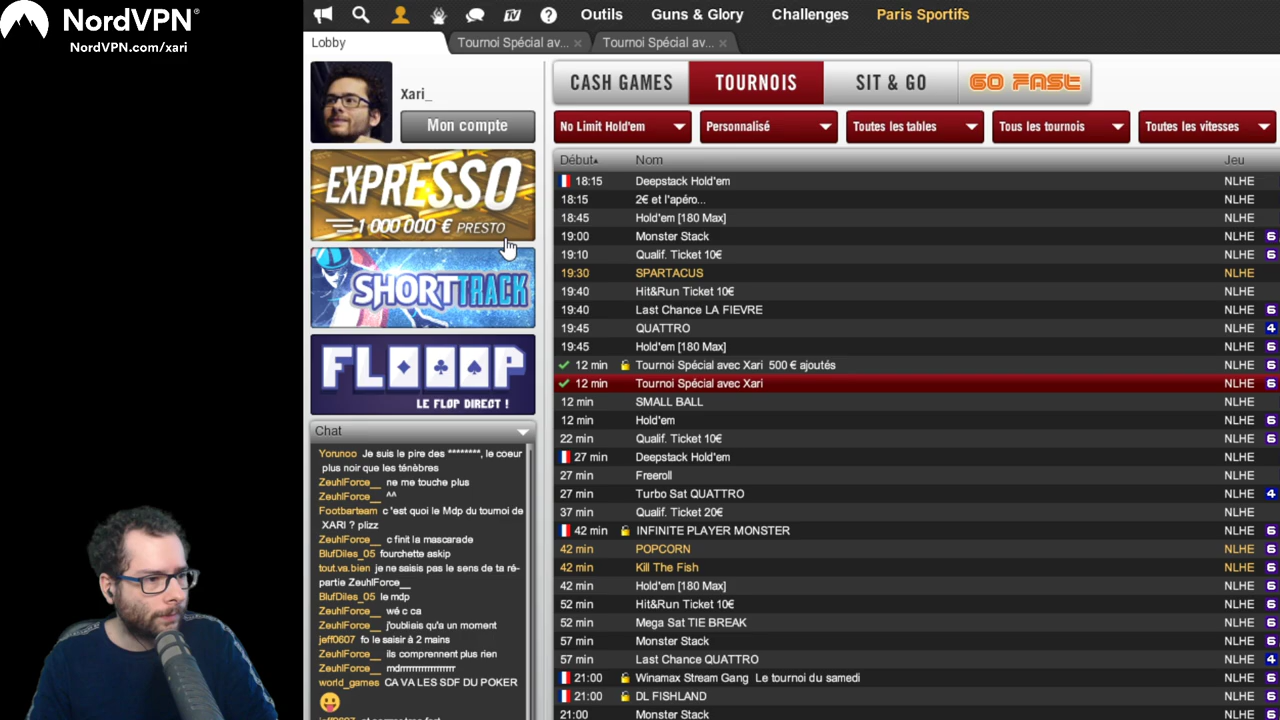 NordVPN®
NordVPN.com/xari
TV
?
Outils
Guns & Glory
Challenges
Paris Sportifs
Lobby
Tournoi Spécial av... ×
Tournoi Spécial av... ×
Xari_
Mon compte
EXPRESSO
1 000 000 € PRESTO
SHORTTRACK
FLOOOP
LE FLOP DIRECT !
CASH GAMES
TOURNOIS
SIT & GO
GO FAST
No Limit Hold'em
Personnalisé
Toutes les tables
Tous les tournois
Toutes les vitesses
Début Nom Jeu
18:15 Deepstack Hold'em NLHE
18:15 2€ et l'apéro... NLHE
18:45 Hold'em [180 Max] NLHE
19:00 Monster Stack NLHE 6
19:10 Qualif. Ticket 10€ NLHE 6
19:30 SPARTACUS NLHE
19:40 Hit&Run Ticket 10€ NLHE
19:40 Last Chance LA FIEVRE NLHE 6
19:45 QUATTRO NLHE 4
19:45 Hold'em [180 Max] NLHE 6
12 min Tournoi Spécial avec Xari 500 € ajoutés NLHE 6
12 min Tournoi Spécial avec Xari NLHE 6
12 min SMALL BALL NLHE
12 min Hold'em NLHE 6
22 min Qualif. Ticket 10€ NLHE 6
27 min Deepstack Hold'em NLHE
27 min Freeroll NLHE
27 min Turbo Sat QUATTRO NLHE 4
37 min Qualif. Ticket 20€ NLHE
42 min INFINITE PLAYER MONSTER NLHE 6
42 min POPCORN NLHE 6
42 min Kill The Fish NLHE 6
42 min Hold'em [180 Max] NLHE 6
52 min Hit&Run Ticket 10€ NLHE 6
52 min Mega Sat TIE BREAK NLHE 6
57 min Monster Stack NLHE 6
57 min Last Chance QUATTRO NLHE 4
21:00 Winamax Stream Gang Le tournoi du samedi NLHE 6
21:00 DL FISHLAND NLHE 6
21:00 Monster Stack NLHE 6
Chat
Yorunoo Je suis le pire des ********, le coeur
plus noir que les ténèbres
ZeuhlForce__ ne me touche plus
ZeuhlForce__ ^^
Footbarteam c 'est quoi le Mdp du tournoi de
XARI ? plizz
ZeuhlForce__ c finit la mascarade
BlufDiles_05 fourchette askip
tout.va.bien je ne saisis pas le sens de ta ré-
partie ZeuhlForce__
BlufDiles_05 le mdp
ZeuhlForce__ wé c ca
ZeuhlForce__ j'oubliais qu'a un moment
jeff0607 fo le saisir à 2 mains
ZeuhlForce__ ils comprennent plus rien
ZeuhlForce__ mdrrrrrrrrrrrrrrrr
world_games CA VA LES SDF DU POKER